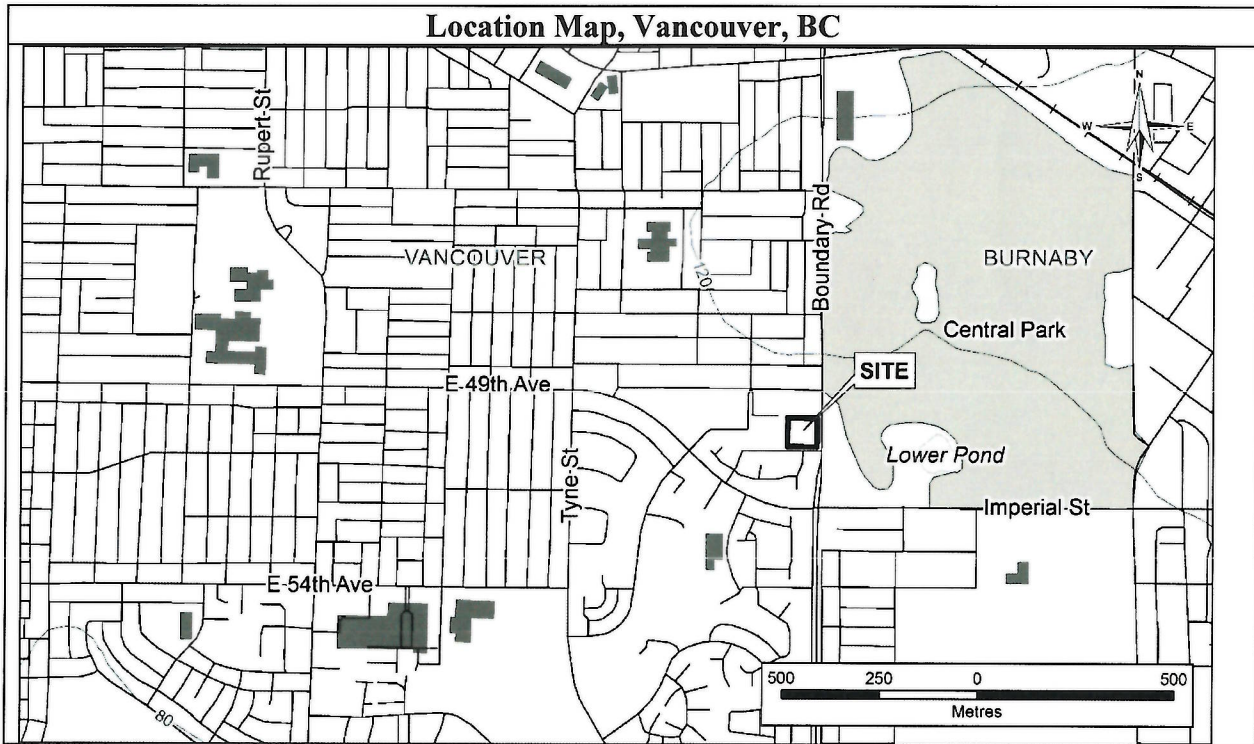 Location Map, Vancouver, BC
Rupert-St
N
W
E
S
VANCOUVER
120
Boundary-Rd
BURNABY
Central Park
SITE
E-49th Ave
Tyne-St
Lower Pond
Imperial-St
E-54th Ave
80
500
250
0
500
Metres